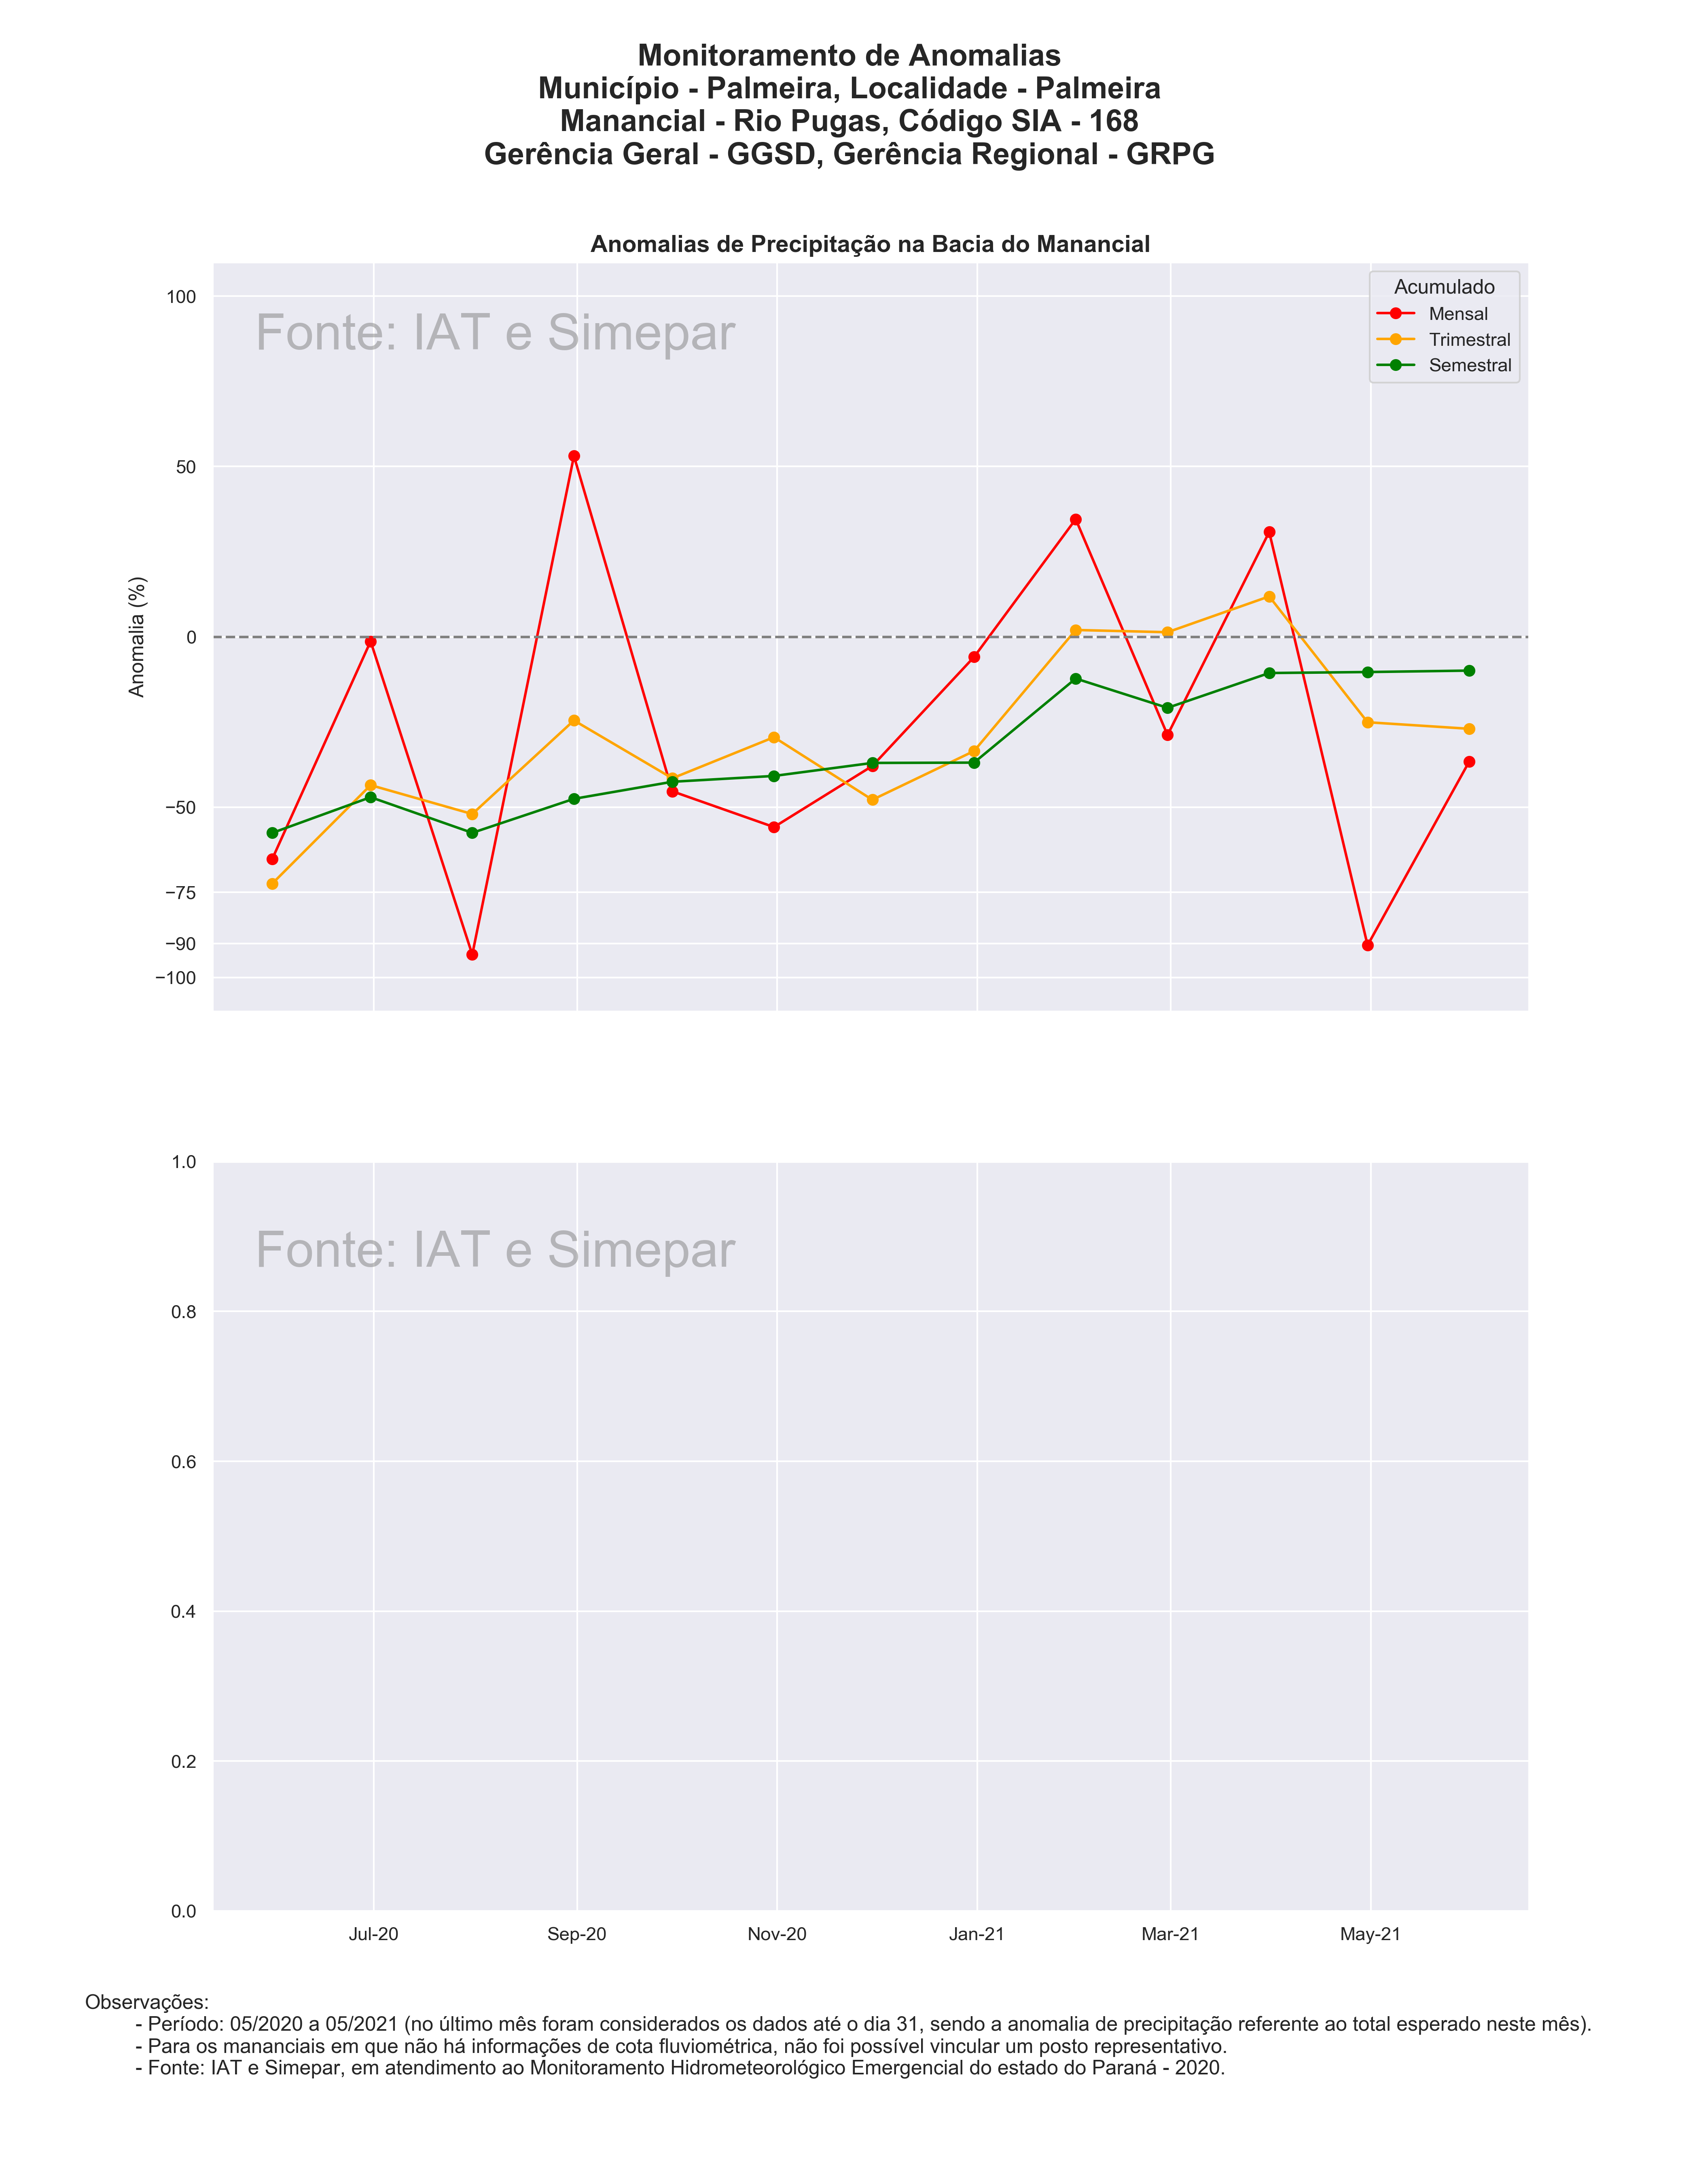 Monitoramento de Anomalias
Município - Palmeira, Localidade - Palmeira
Manancial - Rio Pugas, Código SIA - 168
Gerência Geral - GGSD, Gerência Regional - GRPG
Anomalias de Precipitação na Bacia do Manancial
Fonte: IAT e Simepar
Acumulado
Mensal
Trimestral
Semestral
Anomalia (%)
100
50
0
−50
−75
−90
−100
Fonte: IAT e Simepar
1.0
0.8
0.6
0.4
0.2
0.0
Jul-20 Sep-20 Nov-20 Jan-21 Mar-21 May-21
Observações:
- Período: 05/2020 a 05/2021 (no último mês foram considerados os dados até o dia 31, sendo a anomalia de precipitação referente ao total esperado neste mês).
- Para os mananciais em que não há informações de cota fluviométrica, não foi possível vincular um posto representativo.
- Fonte: IAT e Simepar, em atendimento ao Monitoramento Hidrometeorológico Emergencial do estado do Paraná - 2020.